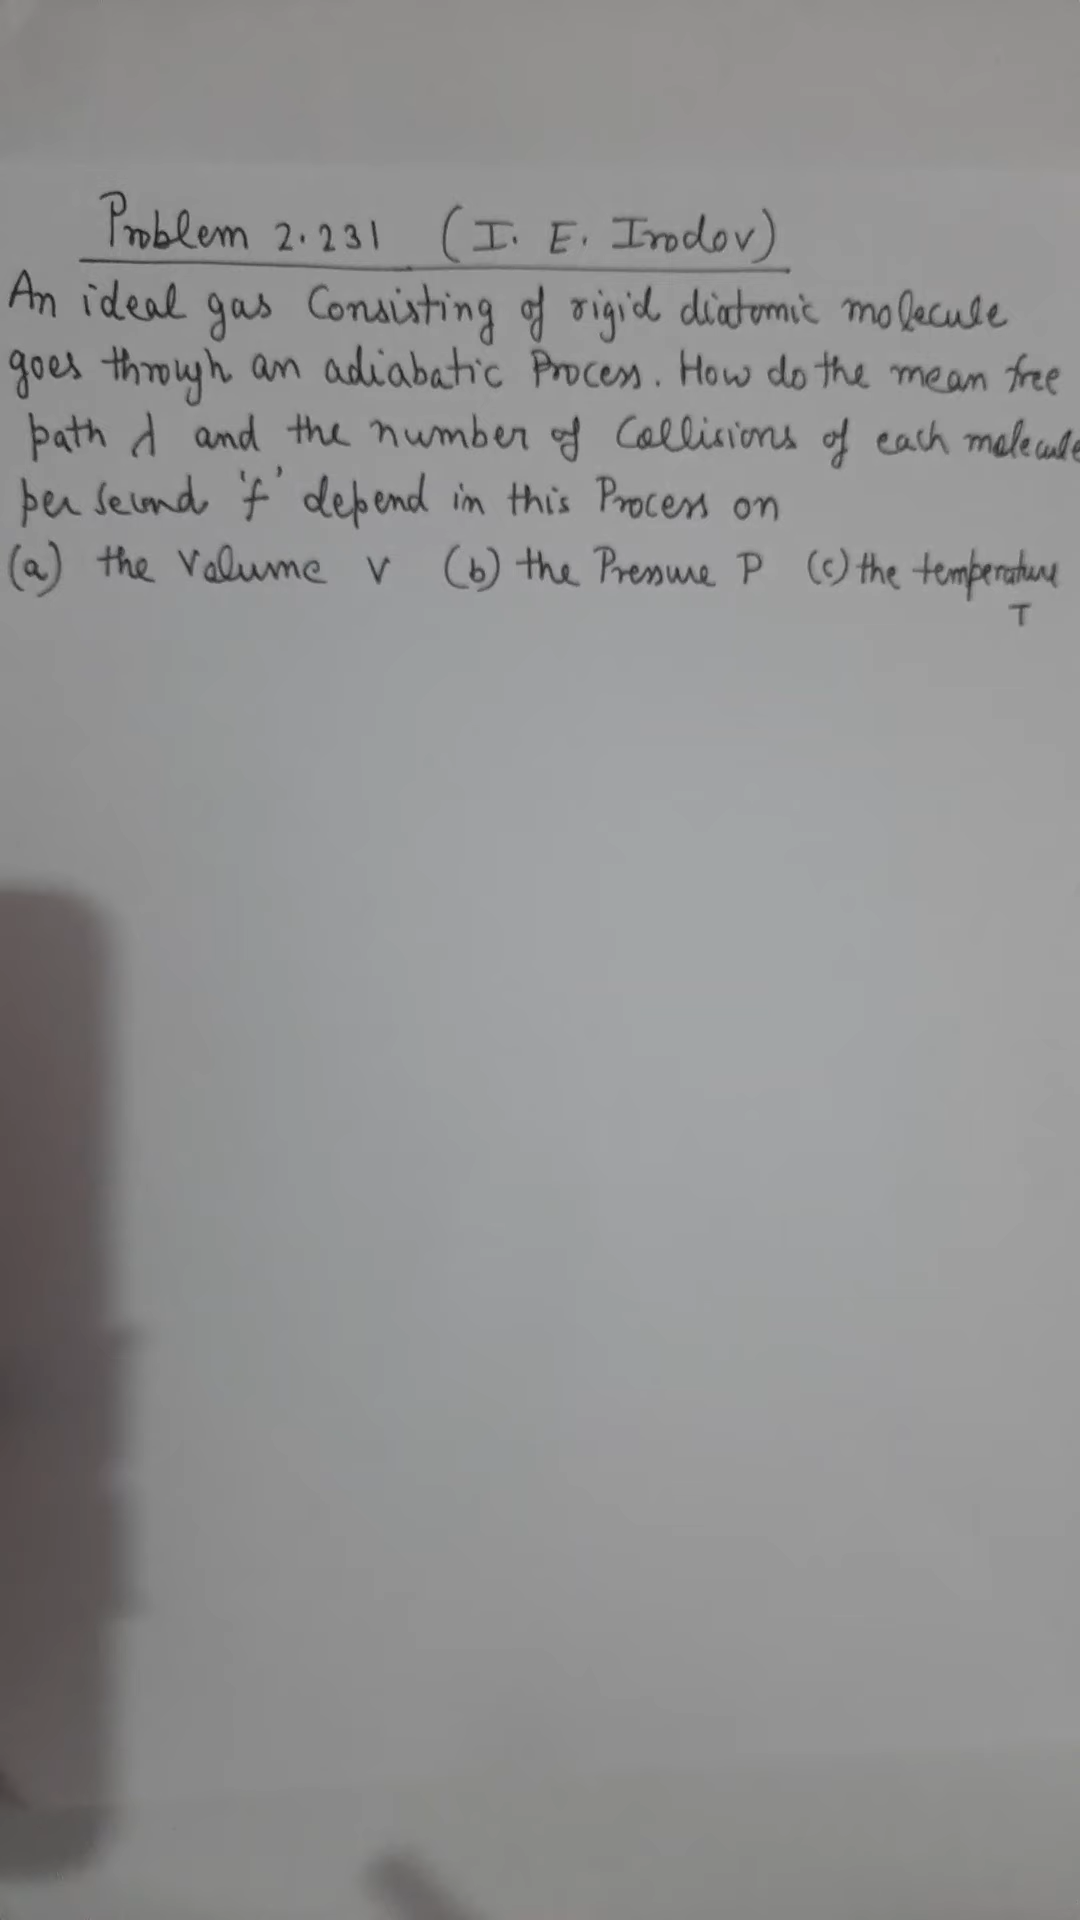 Problem 2.231 (I. E. Irodov)
An ideal gas Consisting of rigid diatomic molecule
goes through an adiabatic Process. How do the mean free
path λ and the number of Collisions of each molecule
per second 'f' depend in this Process on
(a) the Volume V (b) the Pressure P (c) the temperature
T